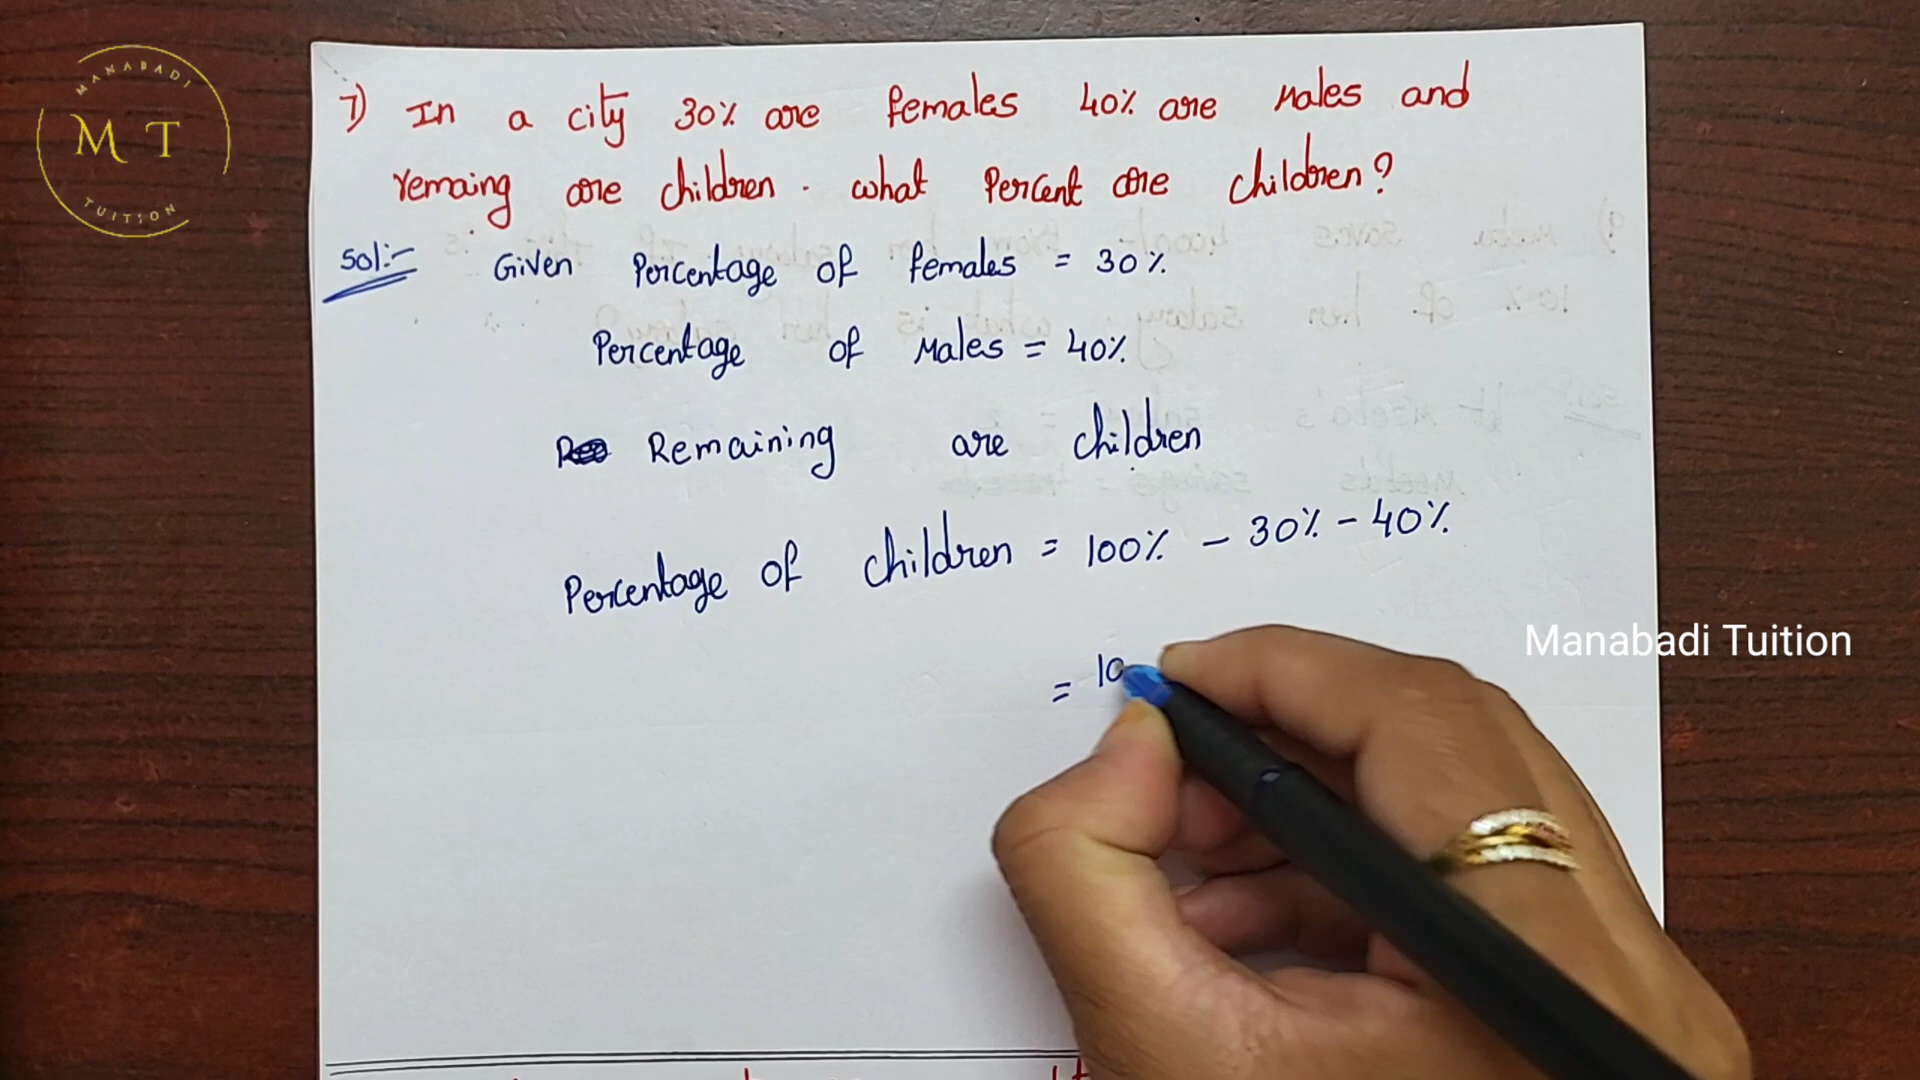 MANABADI
MT
TUITION
7) In a city 30% are females 40% are Males and
remaing are children. what Percent are children?
Sol:- Given Percentage of females = 30%
Percentage of Males = 40%
Remaining are children
Percentage of children = 100% - 30% - 40%
= 10
Manabadi Tuition